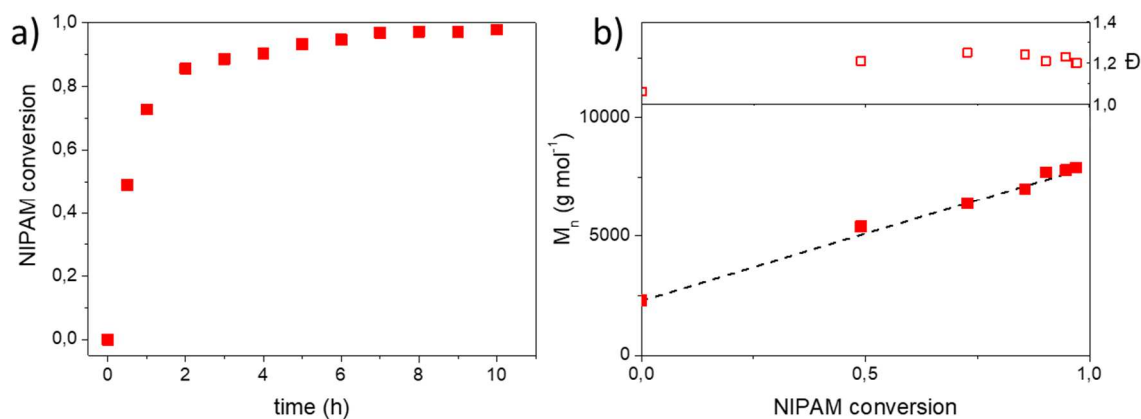 a)
1,0
0,8
0,6
0,4
0,2
0,0
NIPAM conversion
0 2 4 6 8 10
time (h)
b)
1,4
1,2
1,0
Đ
10000
5000
0
Mn (g mol-1)
0,0 0,5 1,0
NIPAM conversion